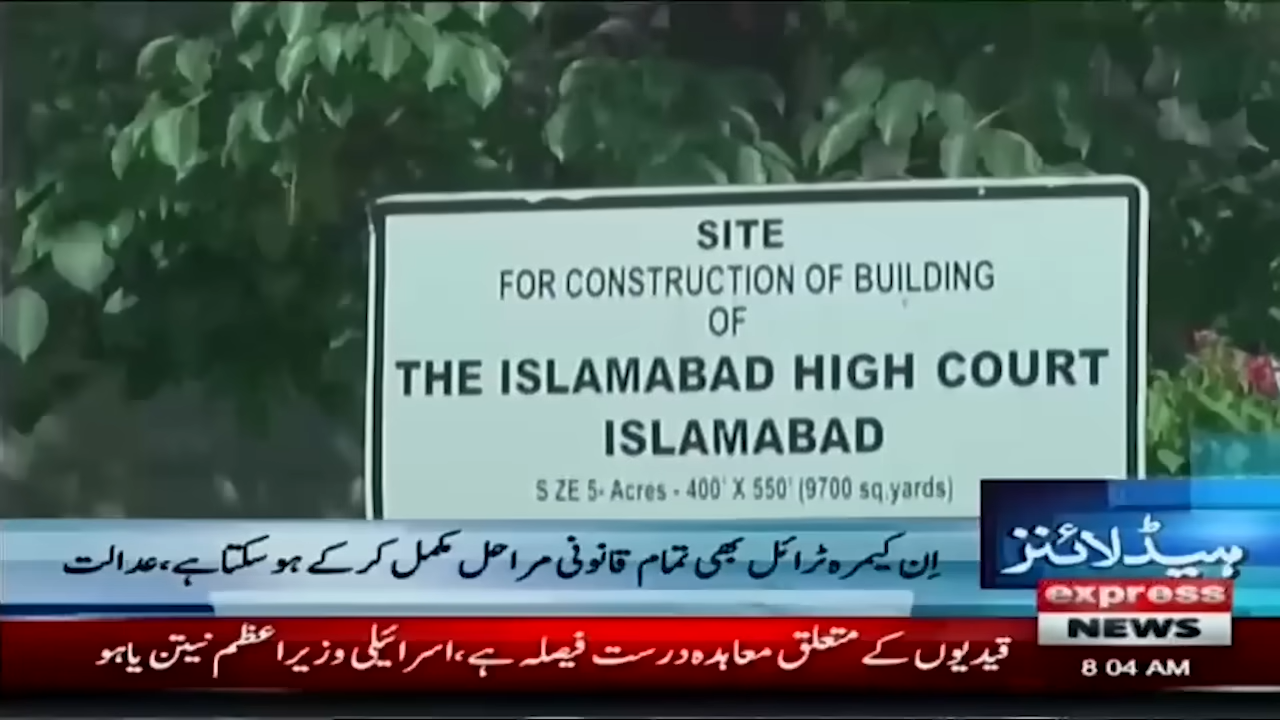 SITE
FOR CONSTRUCTION OF BUILDING
OF
THE ISLAMABAD HIGH COURT
ISLAMABAD
S ZE 5- Acres - 400' X 550' (9700 sq.yards)
ہیڈلائنز
اِن کیمرہ ٹرائل بھی تمام قانونی مراحل مکمل کر کے ہو سکتا ہے، عدالت
express
NEWS
قیدیوں کے متعلق معاہدہ درست فیصلہ ہے، اسرائیلی وزیراعظم نیتن یاہو
8 04 AM